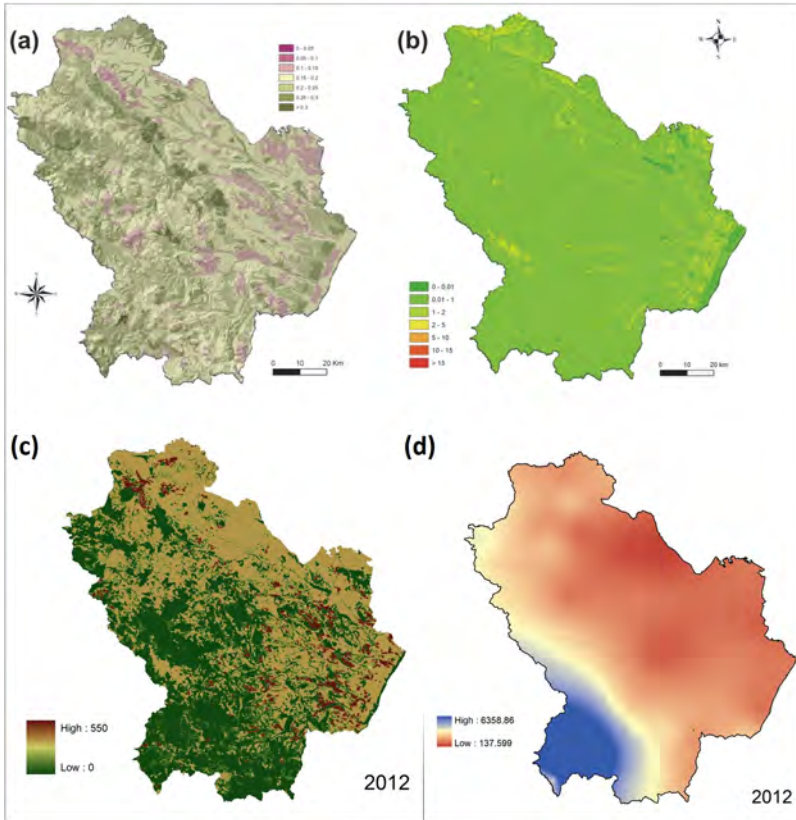 (a)
0 - 0.05
0.05 - 0.1
0.1 - 0.15
0.15 - 0.2
0.2 - 0.25
0.25 - 0.3
> 0.3
0 10 20 Km
(b)
N
S
0 - 0,01
0,01 - 1
1 - 2
2 - 5
5 - 10
10 - 15
> 15
0 10 20 km
(c)
High : 550
Low : 0
2012
(d)
High : 6358.86
Low : 137.599
2012